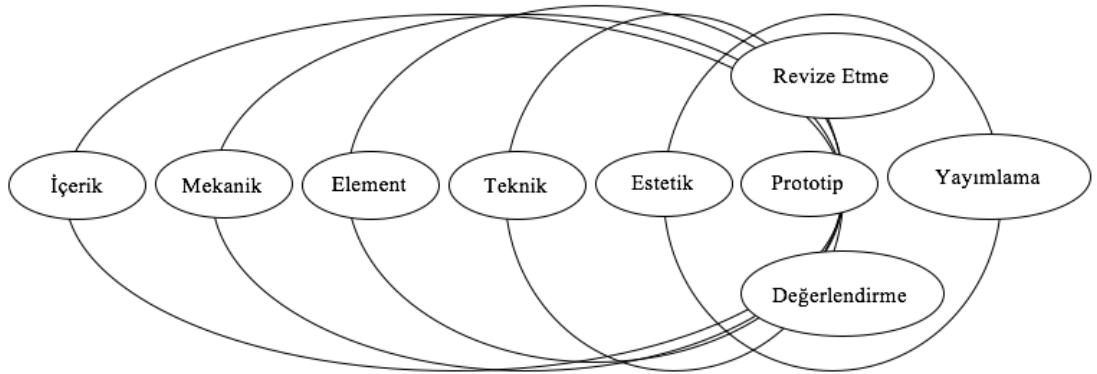 Revize Etme
İçerik
Mekanik
Element
Teknik
Estetik
Prototip
Yayımlama
Değerlendirme